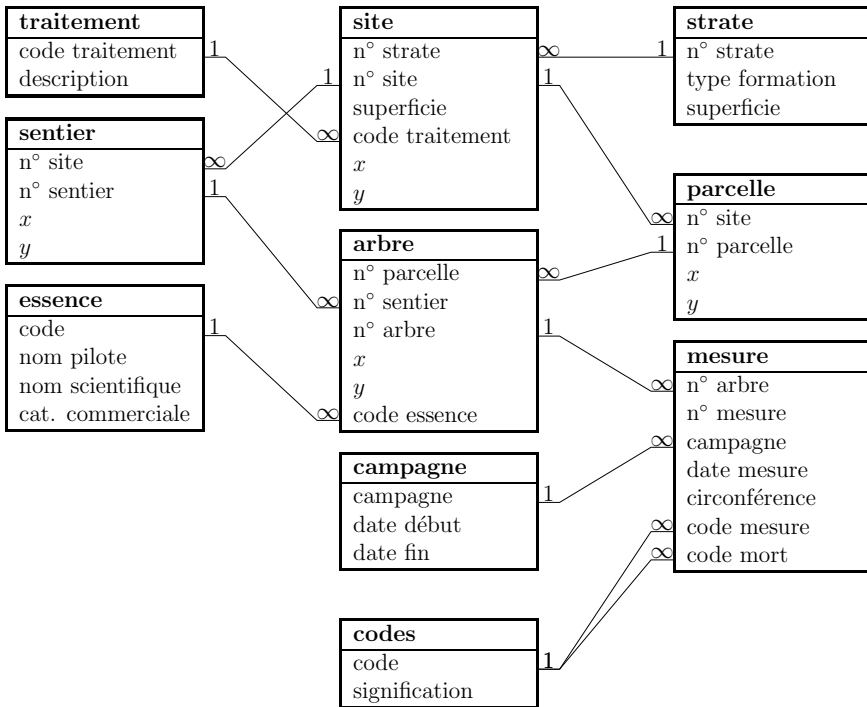 traitement
code traitement
description
1
sentier
n° site
n° sentier
x
y
∞
1
essence
code
nom pilote
nom scientifique
cat. commerciale
1
site
n° strate
n° site
superficie
code traitement
x
y
1
∞
∞
1
arbre
n° parcelle
n° sentier
n° arbre
x
y
code essence
∞
∞
∞
1
campagne
campagne
date début
date fin
1
codes
code
signification
1
strate
n° strate
type formation
superficie
1
parcelle
n° site
n° parcelle
x
y
∞
1
mesure
n° arbre
n° mesure
campagne
date mesure
circonférence
code mesure
code mort
∞
∞
∞
∞